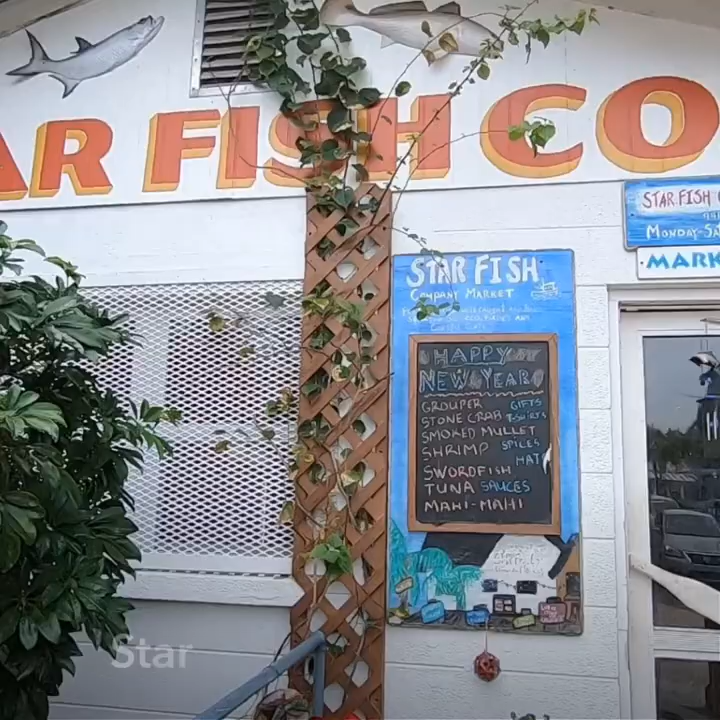 AR FISH CO
STAR FISH
MONDAY-SA
MARK
STAR FISH
COMPANY MARKET
HAPPY
NEW YEAR
GROUPER GIFTS
STONE CRAB T-SHIRTS
SMOKED MULLET
SHRIMP SPICES
HAT
SWORDFISH
TUNA SAUCES
MAHI-MAHI
Star